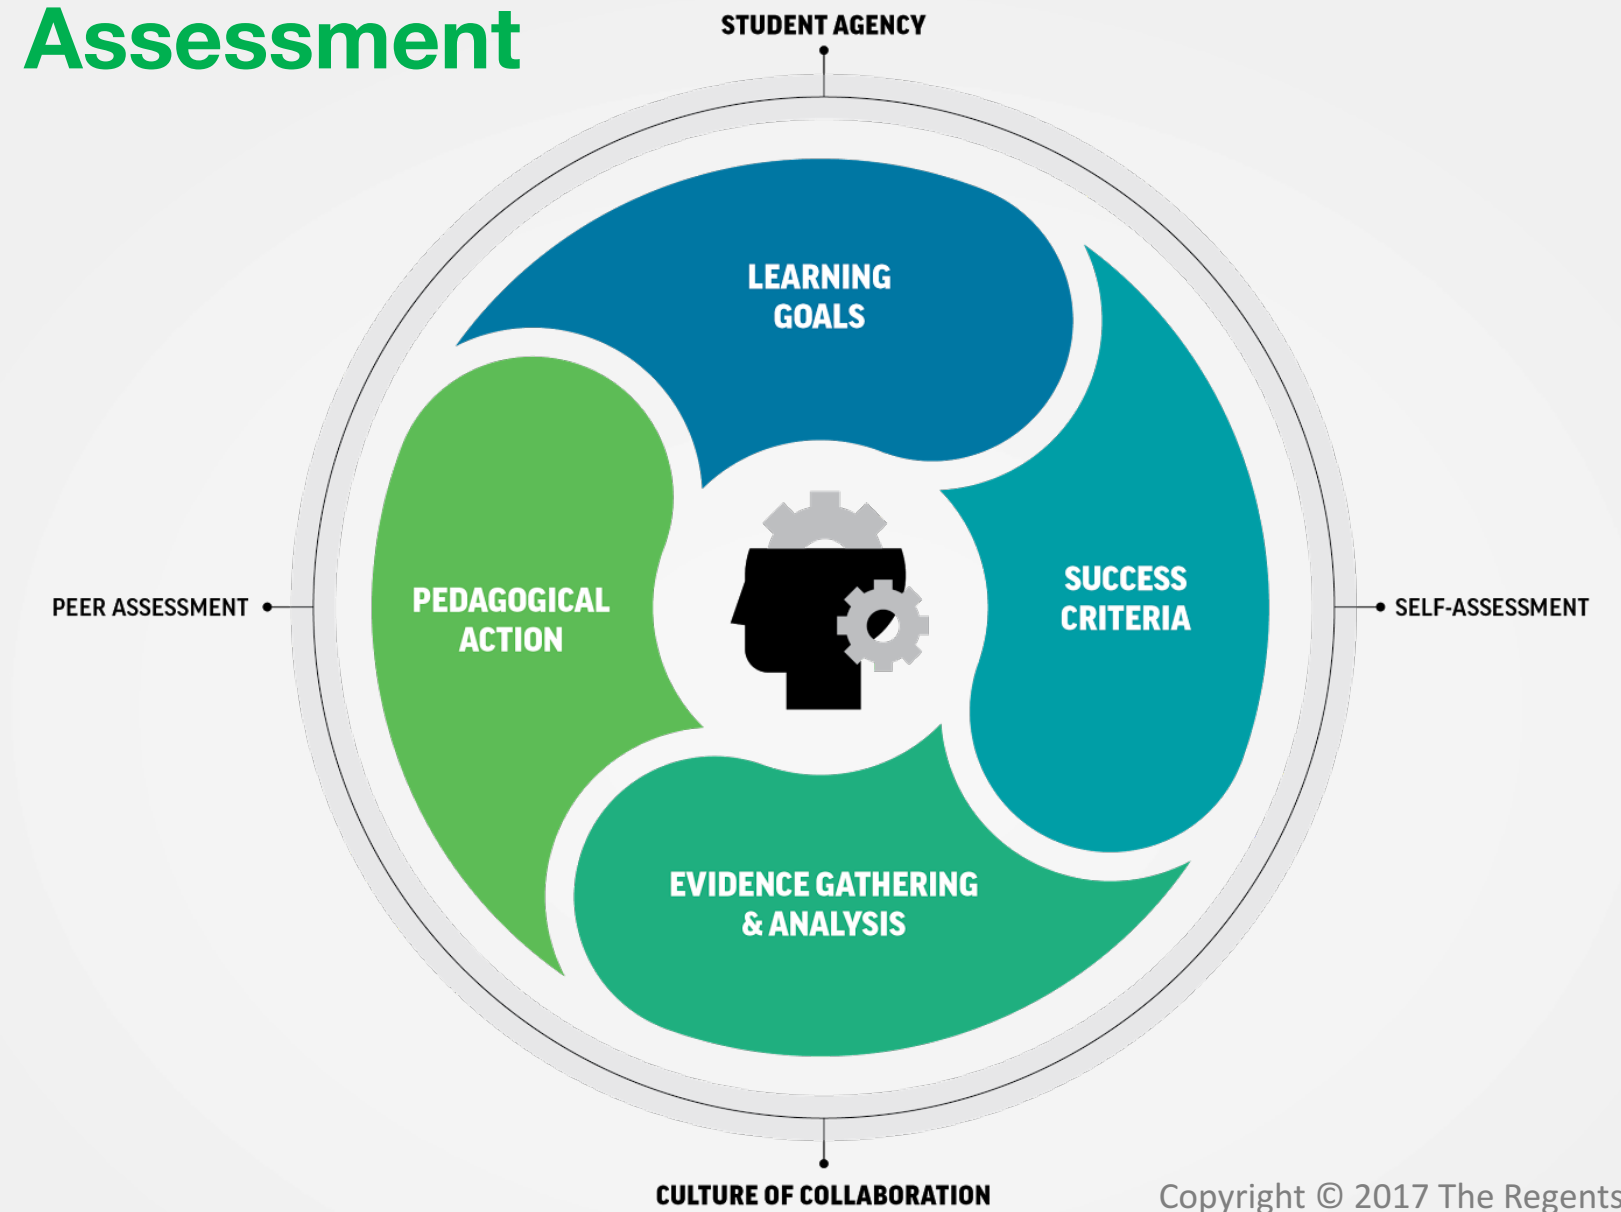 Assessment
STUDENT AGENCY
LEARNING
GOALS
SUCCESS
CRITERIA
PEDAGOGICAL
ACTION
PEER ASSESSMENT
SELF-ASSESSMENT
EVIDENCE GATHERING
& ANALYSIS
CULTURE OF COLLABORATION
Copyright © 2017 The Regents